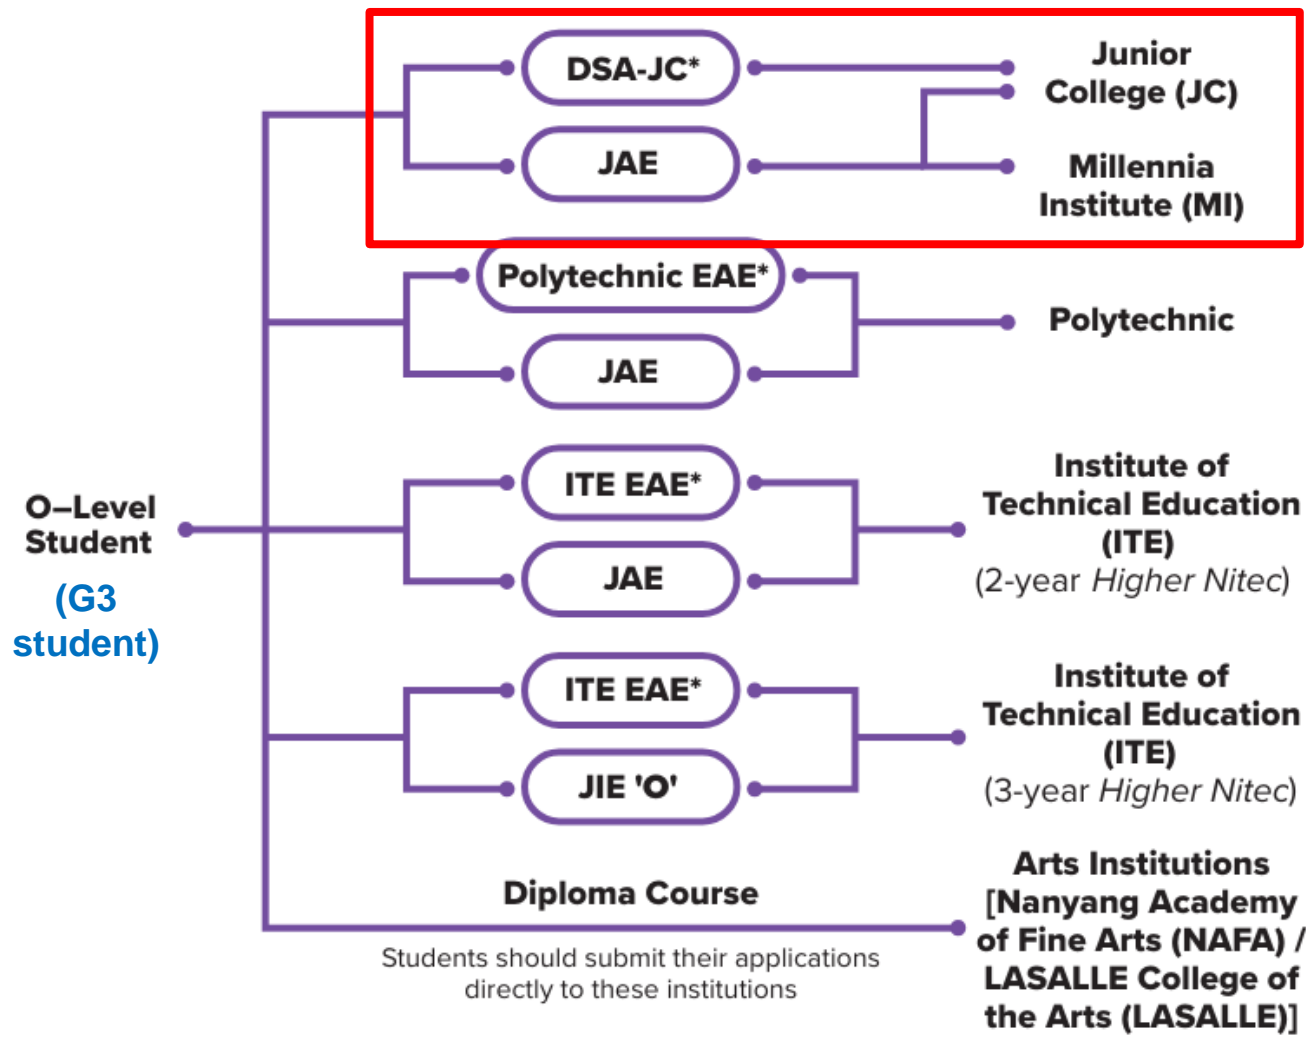 O–Level
Student
(G3
student)
DSA-JC*
JAE
Junior
College (JC)
Millennia
Institute (MI)
Polytechnic EAE*
JAE
Polytechnic
ITE EAE*
JAE
Institute of
Technical Education
(ITE)
(2-year Higher Nitec)
ITE EAE*
JIE 'O'
Institute of
Technical Education
(ITE)
(3-year Higher Nitec)
Diploma Course
Students should submit their applications
directly to these institutions
Arts Institutions
[Nanyang Academy
of Fine Arts (NAFA) /
LASALLE College of
the Arts (LASALLE)]